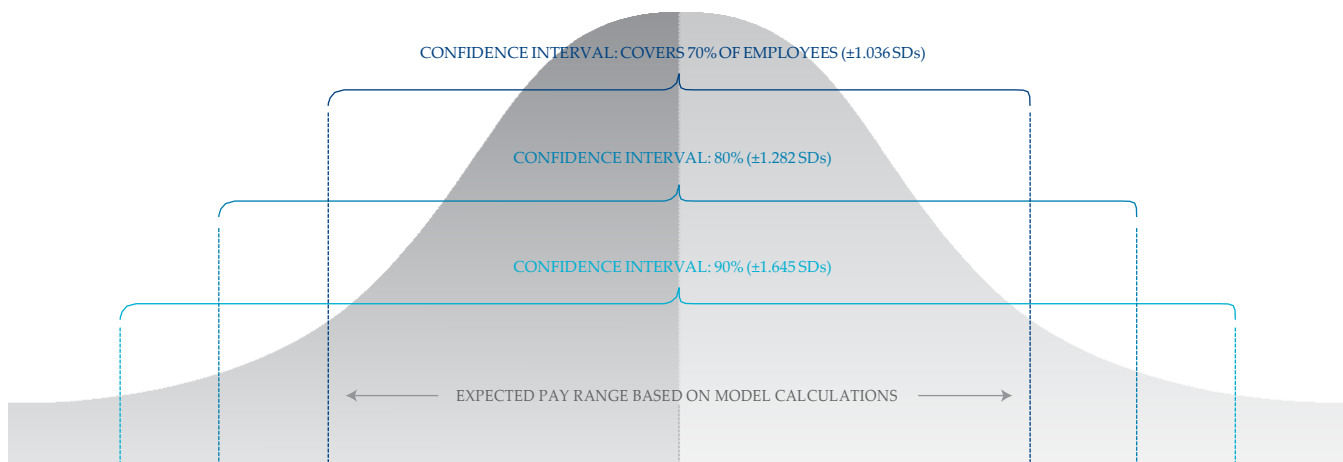 CONFIDENCE INTERVAL: COVERS 70% OF EMPLOYEES (±1.036 SDs)
CONFIDENCE INTERVAL: 80% (±1.282 SDs)
CONFIDENCE INTERVAL: 90% (±1.645 SDs)
EXPECTED PAY RANGE BASED ON MODEL CALCULATIONS